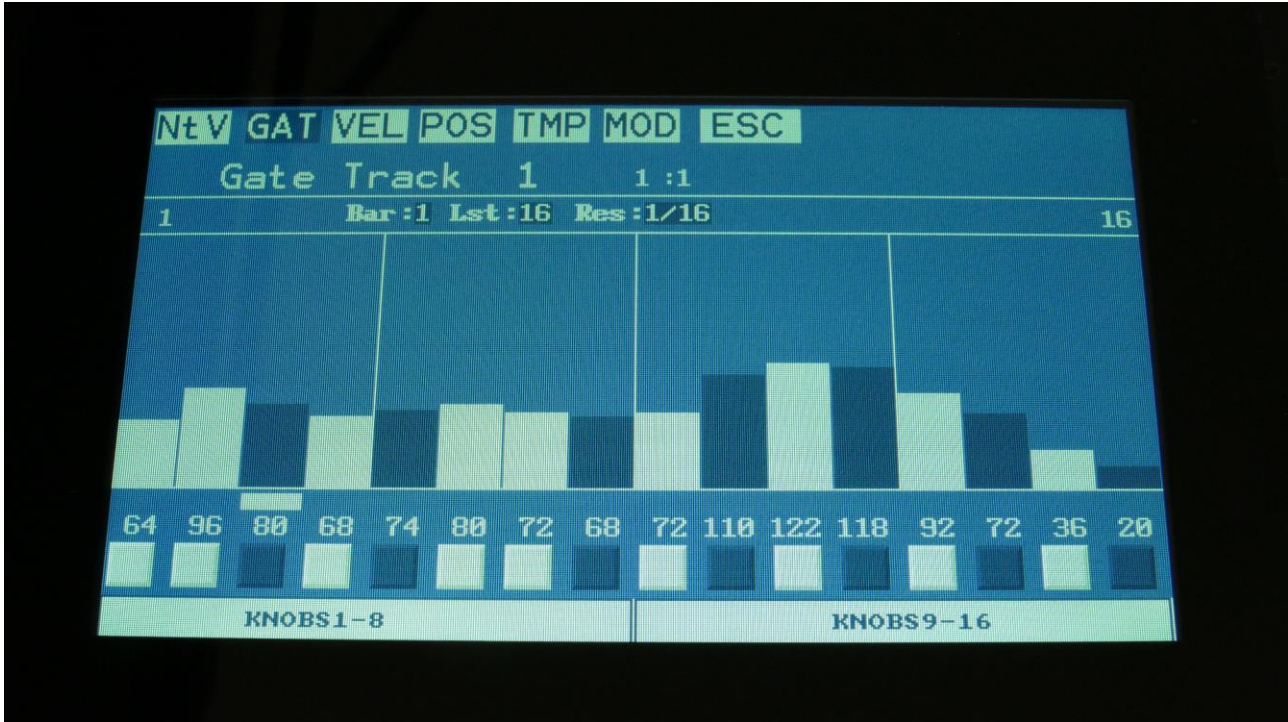 NtV GAT VEL POS TMP MOD ESC
Gate Track 1 1 :1
1 Bar:1 Lst:16 Res:1/16 16
64 96 80 68 74 80 72 68 72 110 122 118 92 72 36 20
KNOBS1-8 KNOBS9-16